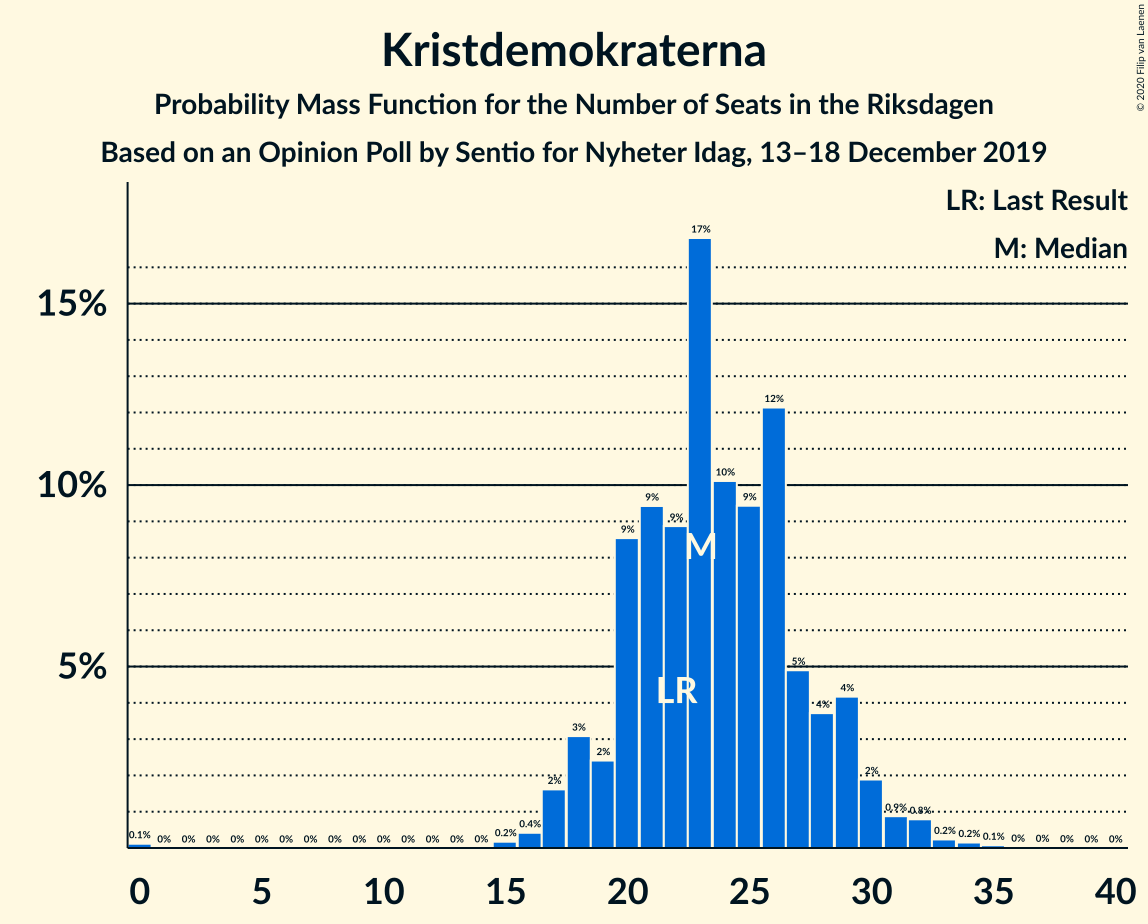 © 2020 Filip van Laenen
Kristdemokraterna
Probability Mass Function for the Number of Seats in the Riksdagen
Based on an Opinion Poll by Sentio for Nyheter Idag, 13–18 December 2019
LR: Last Result
M: Median
15%
10%
5%
0.1% 0% 0% 0% 0% 0% 0% 0% 0% 0% 0% 0% 0% 0% 0% 0.2% 0.4% 2% 3% 2% 9% 9% 9% 17% 10% 9% 12% 5% 4% 4% 2% 0.9% 0.8% 0.2% 0.2% 0.1% 0% 0% 0% 0% 0%
M
LR
0 5 10 15 20 25 30 35 40